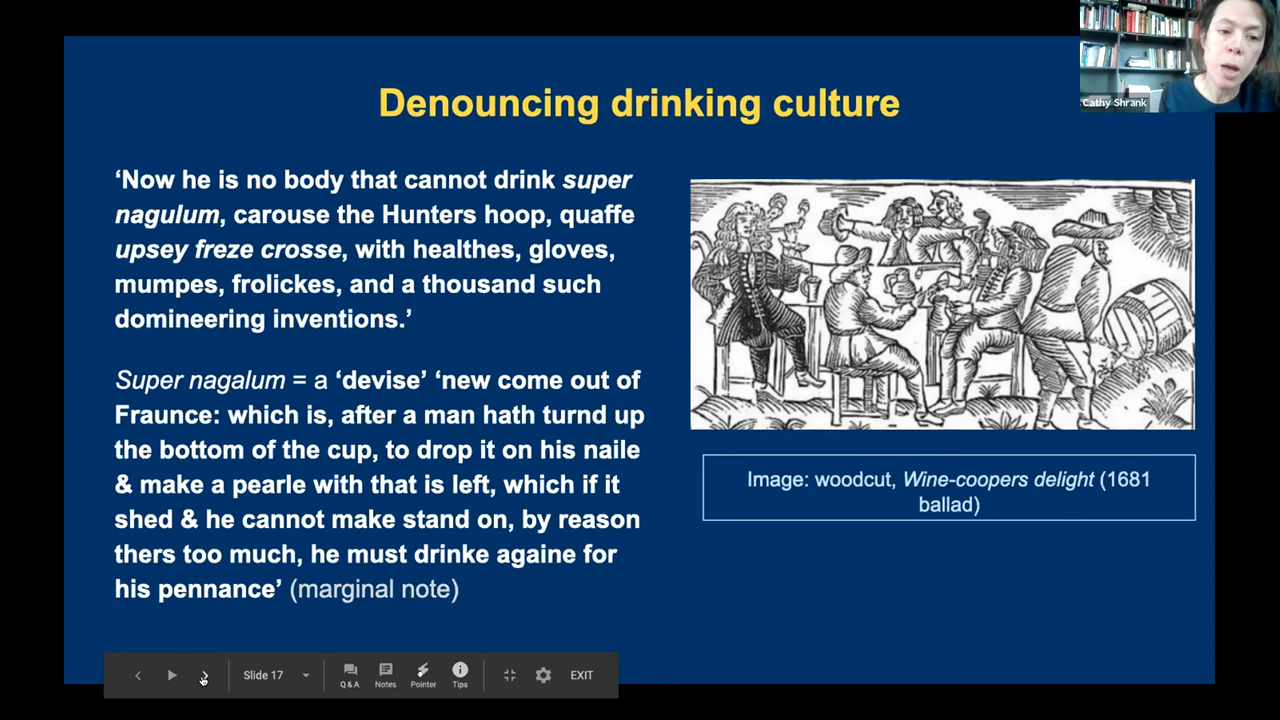 Denouncing drinking culture
Cathy Shrank
‘Now he is no body that cannot drink super
nagulum, carouse the Hunters hoop, quaffe
upsey freze crosse, with healthes, gloves,
mumpes, frolickes, and a thousand such
domineering inventions.’
Super nagalum = a ‘devise’ ‘new come out of
Fraunce: which is, after a man hath turnd up
the bottom of the cup, to drop it on his naile
& make a pearle with that is left, which if it
shed & he cannot make stand on, by reason
thers too much, he must drinke againe for
his pennance’ (marginal note)
Image: woodcut, Wine-coopers delight (1681
ballad)
Slide 17
Q & A
Notes
Pointer
Tips
EXIT